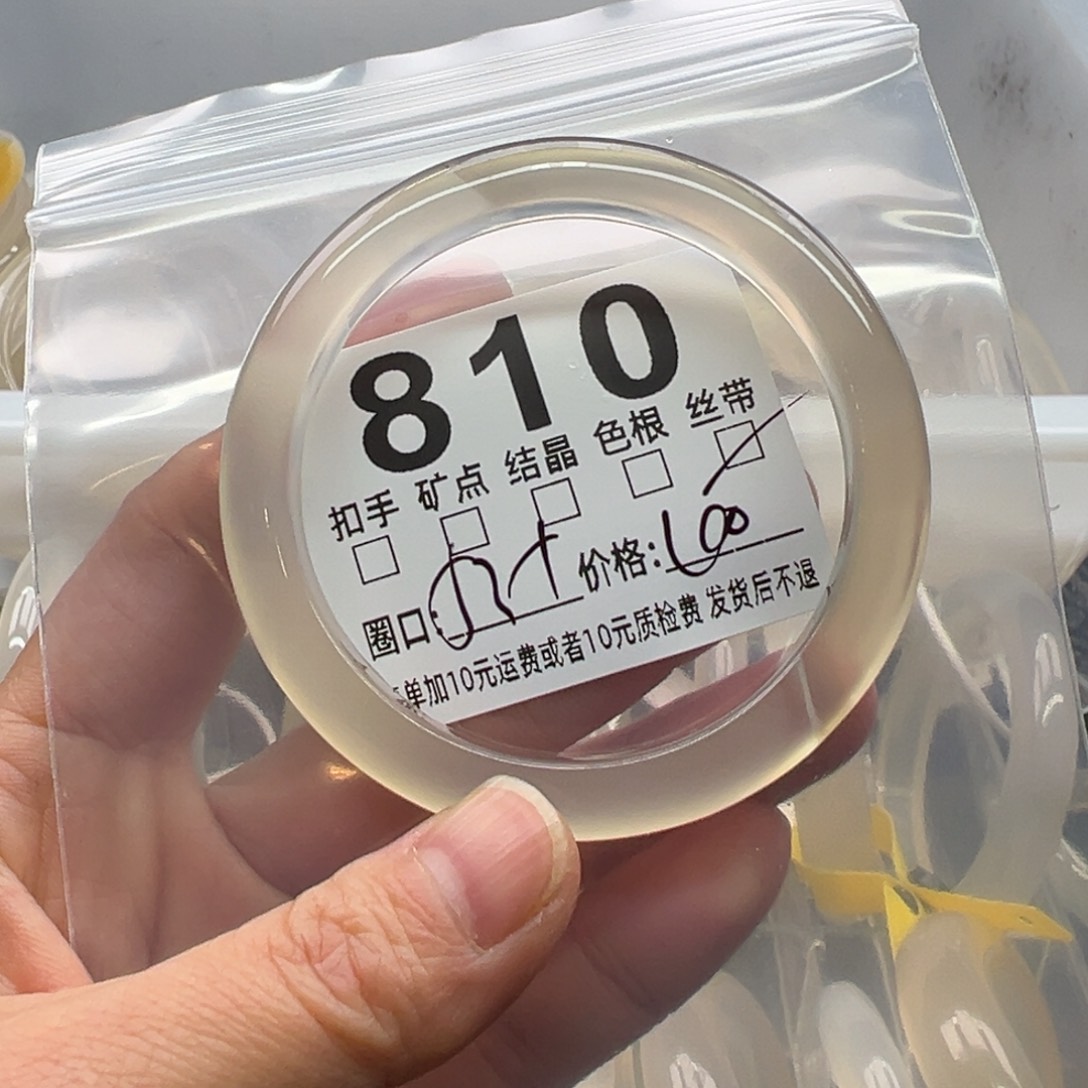 810
扣手 矿点 结晶 色根 丝带
圈口 价格:
单加10元运费或者10元质检费 发货后不退